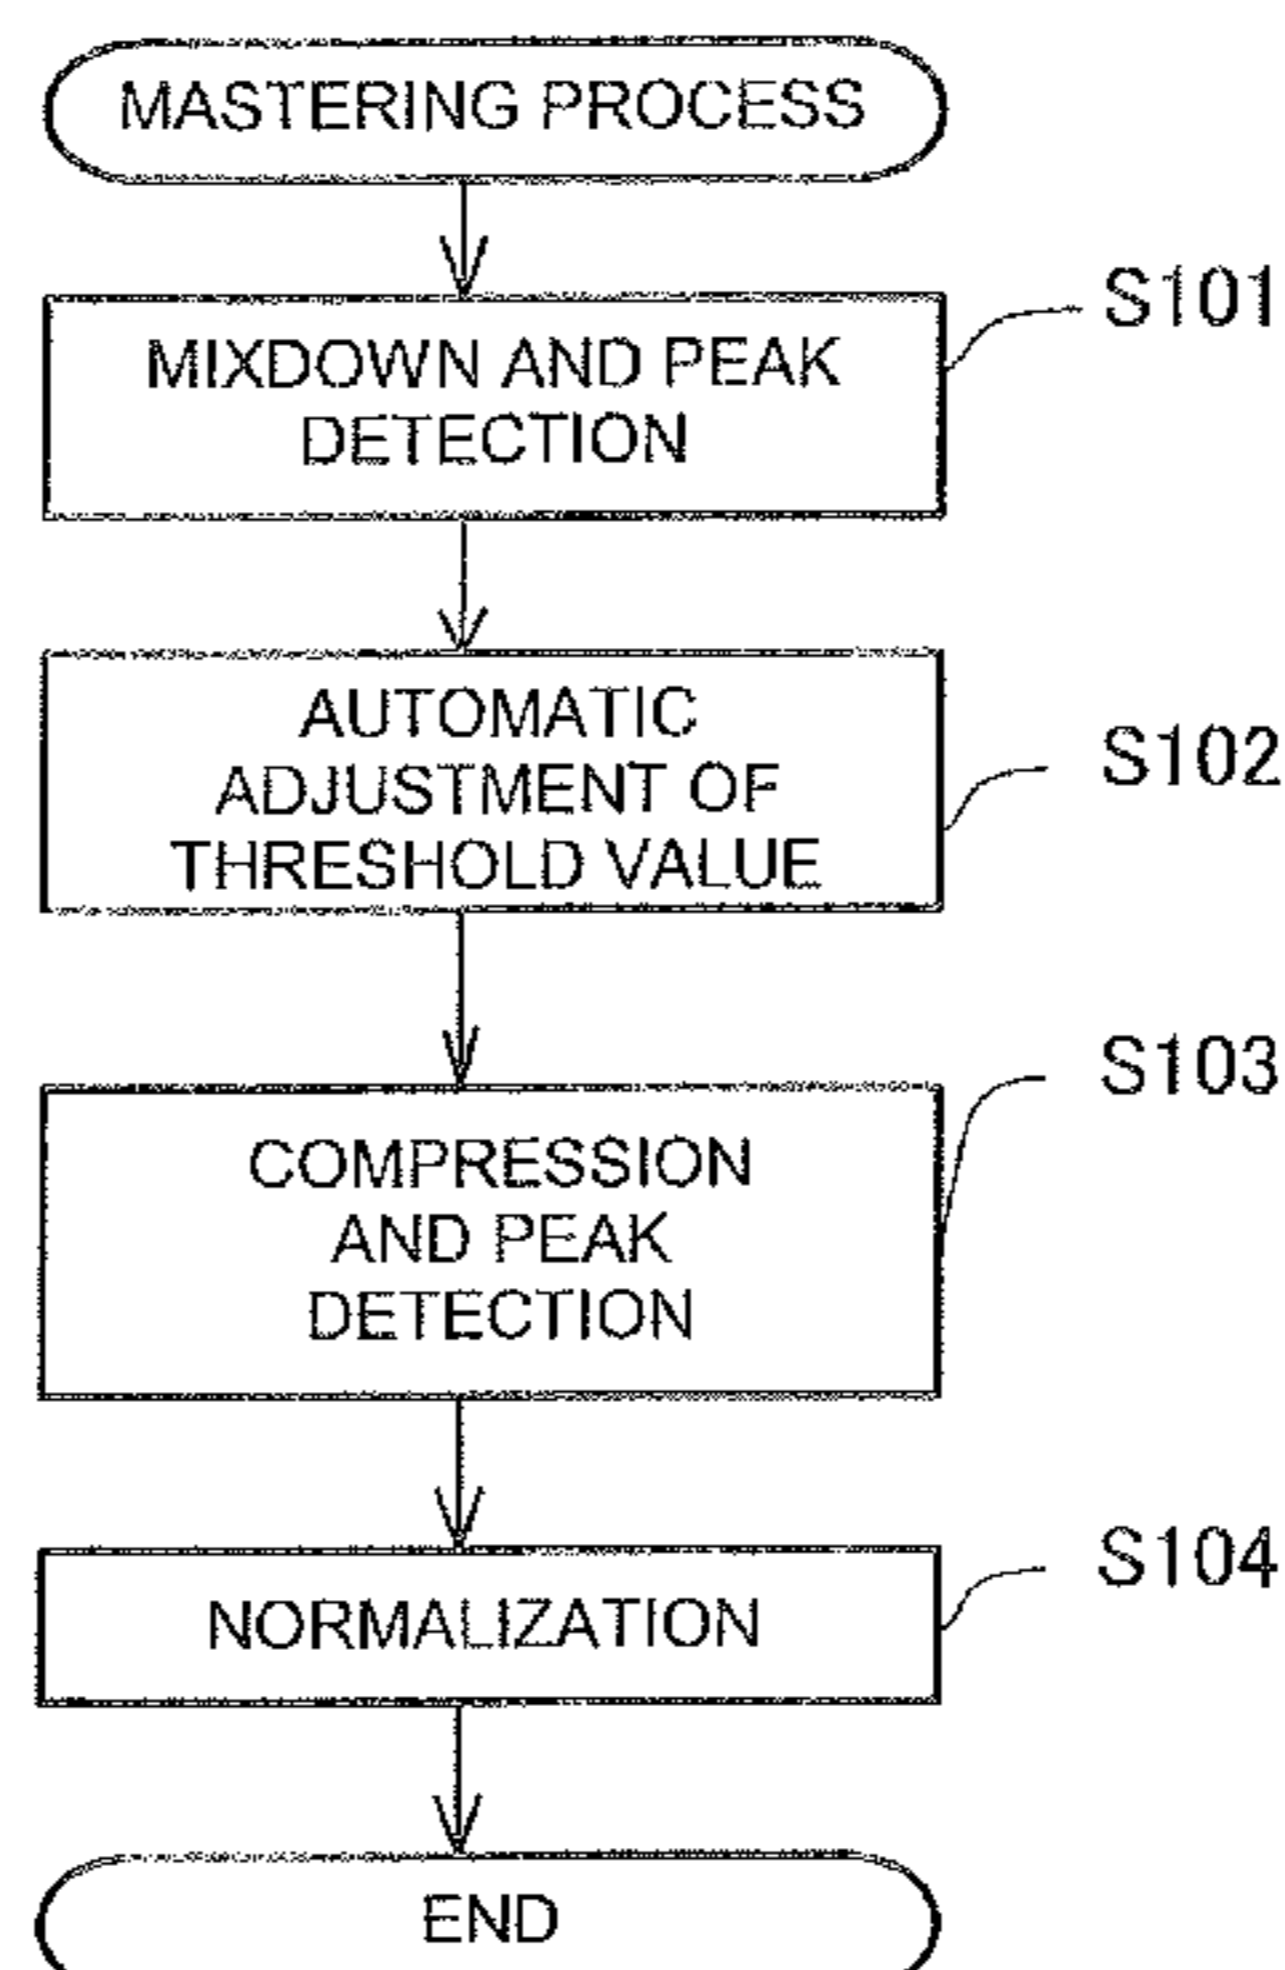 MASTERING PROCESS
S101
MIXDOWN AND PEAK
DETECTION
AUTOMATIC
S102
ADJUSTMENT OF
THRESHOLD VALUE
S103
COMPRESSION
AND PEAK
DETECTION
S104
NORMALIZATION
END